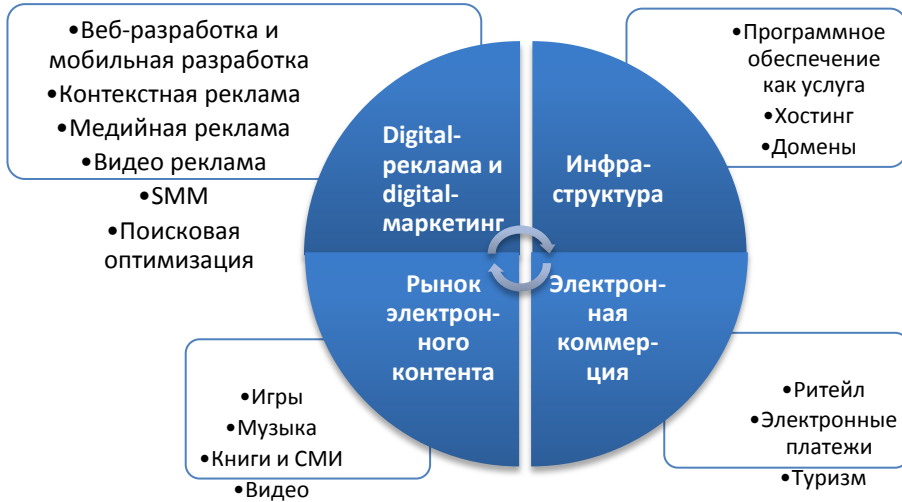 •Веб-разработка и
мобильная разработка
•Контекстная реклама
•Медийная реклама
•Видео реклама
•SMM
•Поисковая
оптимизация
Digital-
реклама и
digital-
маркетинг
Инфра-
структура
•Программное
обеспечение
как услуга
•Хостинг
•Домены
Рынок
электрон-
ного
контента
Электрон-
ная
коммер-
ция
•Игры
•Музыка
•Книги и СМИ
•Видео
•Ритейл
•Электронные
платежи
•Туризм